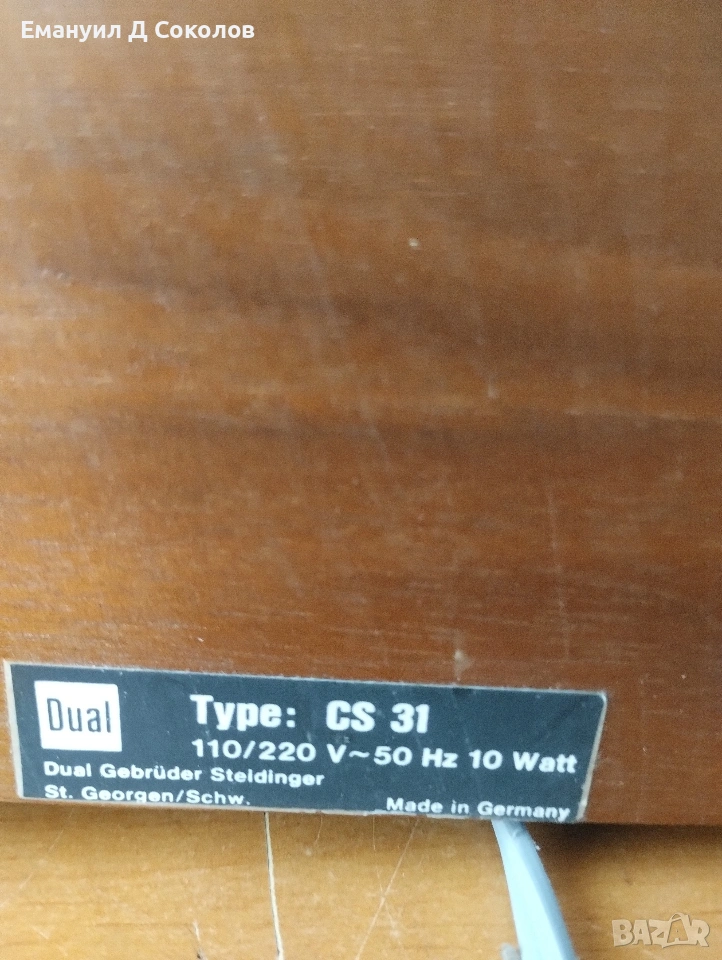 Емануил Д Соколов
Dual
Type: CS 31
110/220 V~50 Hz 10 Watt
Dual Gebrüder Steidinger
St. Georgen/Schw.
Made in Germany
BAZAR